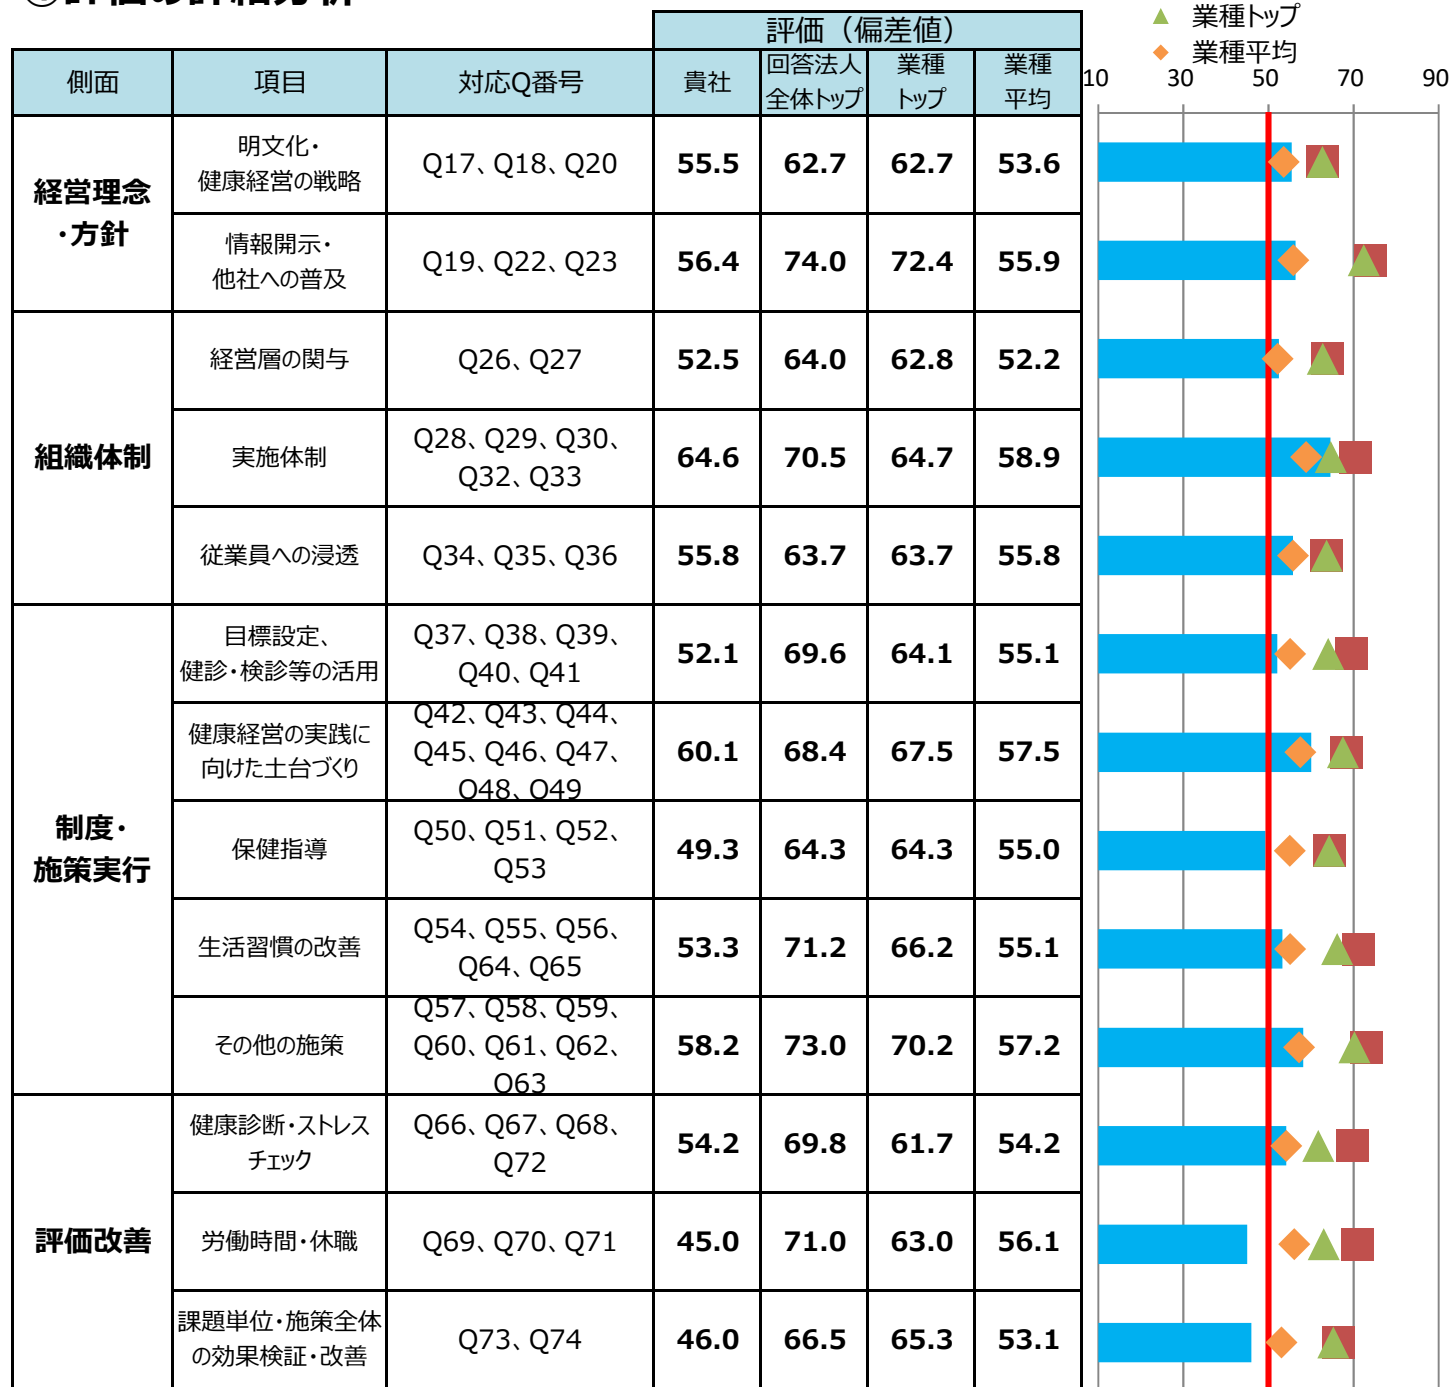 ①評価の詳細分析
▲ 業種トップ
◆ 業種平均
評価（偏差値）
側面 項目 対応Q番号 貴社 回答法人 業種 業種
全体トップ トップ 平均
10 30 50 70 90
経営理念
・方針
明文化・
健康経営の戦略
Q17、Q18、Q20 55.5 62.7 62.7 53.6
情報開示・
他社への普及
Q19、Q22、Q23 56.4 74.0 72.4 55.9
組織体制
経営層の関与 Q26、Q27 52.5 64.0 62.8 52.2
実施体制
Q28、Q29、Q30、
Q32、Q33
64.6 70.5 64.7 58.9
従業員への浸透 Q34、Q35、Q36 55.8 63.7 63.7 55.8
制度・
施策実行
目標設定、
健診・検診等の活用
Q37、Q38、Q39、
Q40、Q41
52.1 69.6 64.1 55.1
健康経営の実践に
向けた土台づくり
Q42、Q43、Q44、
Q45、Q46、Q47、
Q48、Q49
60.1 68.4 67.5 57.5
保健指導
Q50、Q51、Q52、
Q53
49.3 64.3 64.3 55.0
生活習慣の改善
Q54、Q55、Q56、
Q64、Q65
53.3 71.2 66.2 55.1
その他の施策
Q57、Q58、Q59、
Q60、Q61、Q62、
Q63
58.2 73.0 70.2 57.2
評価改善
健康診断・ストレス
チェック
Q66、Q67、Q68、
Q72
54.2 69.8 61.7 54.2
労働時間・休職 Q69、Q70、Q71 45.0 71.0 63.0 56.1
課題単位・施策全体
の効果検証・改善
Q73、Q74 46.0 66.5 65.3 53.1